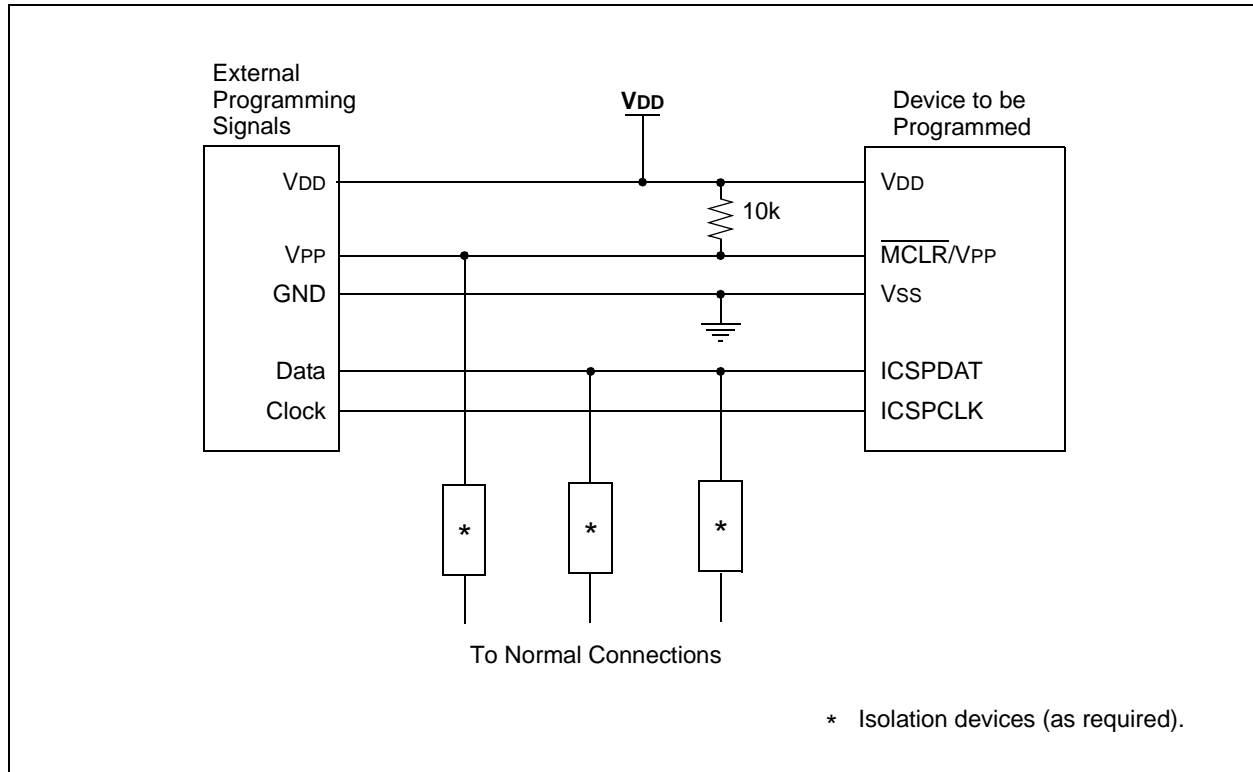 External
Programming
Signals
VDD
Device to be
Programmed
VDD
VDD
10k
VPP
MCLR/VPP
GND
VSS
Data
ICSPDAT
Clock
ICSPCLK
*
*
*
To Normal Connections
* Isolation devices (as required).